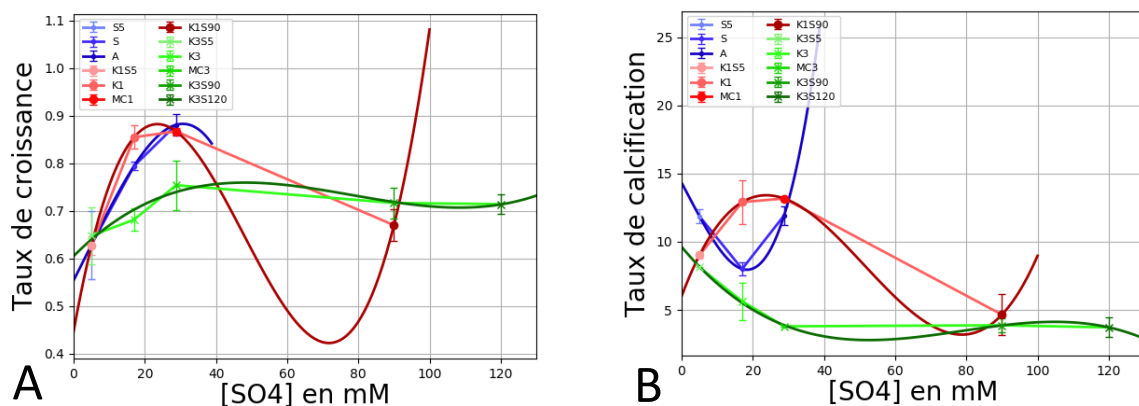 Taux de croissance
1.1
1.0
0.9
0.8
0.7
0.6
0.5
0.4
S5
S
A
K1S5
K1
MC1
K1S90
K3S5
K3
MC3
K3S90
K3S120
0 20 40 60 80 100 120
[SO4] en mM
A
Taux de calcification
25
20
15
10
5
S5
S
A
K1S5
K1
MC1
K1S90
K3S5
K3
MC3
K3S90
K3S120
0 20 40 60 80 100 120
[SO4] en mM
B